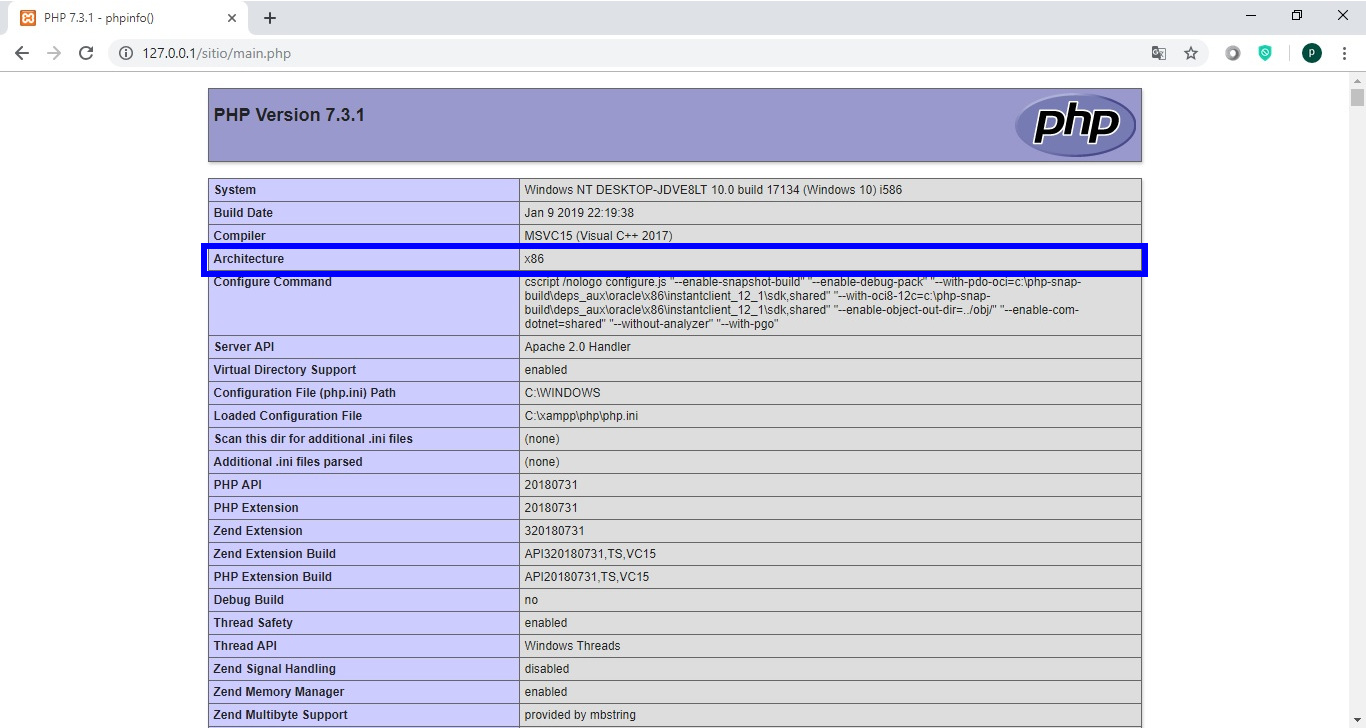 PHP 7.3.1 - phpinfo()
127.0.0.1/sitio/main.php
P
PHP Version 7.3.1
php
System Windows NT DESKTOP-JDVE8LT 10.0 build 17134 (Windows 10) i586
Build Date Jan 9 2019 22:19:38
Compiler MSVC15 (Visual C++ 2017)
Architecture x86
Configure Command cscript /nologo configure.js "--enable-snapshot-build" "--enable-debug-pack" "--with-pdo-oci=c:\php-snap-
build\deps_aux\oracle\x86\instantclient_12_1\sdk,shared" "--with-oci8-12c=c:\php-snap-
build\deps_aux\oracle\x86\instantclient_12_1\sdk,shared" "--enable-object-out-dir=../obj/" "--enable-com-
dotnet=shared" "--without-analyzer" "--with-pgo"
Server API Apache 2.0 Handler
Virtual Directory Support enabled
Configuration File (php.ini) Path C:\WINDOWS
Loaded Configuration File C:\xampp\php\php.ini
Scan this dir for additional .ini files (none)
Additional .ini files parsed (none)
PHP API 20180731
PHP Extension 20180731
Zend Extension 320180731
Zend Extension Build API320180731,TS,VC15
PHP Extension Build API20180731,TS,VC15
Debug Build no
Thread Safety enabled
Thread API Windows Threads
Zend Signal Handling disabled
Zend Memory Manager enabled
Zend Multibyte Support provided by mbstring